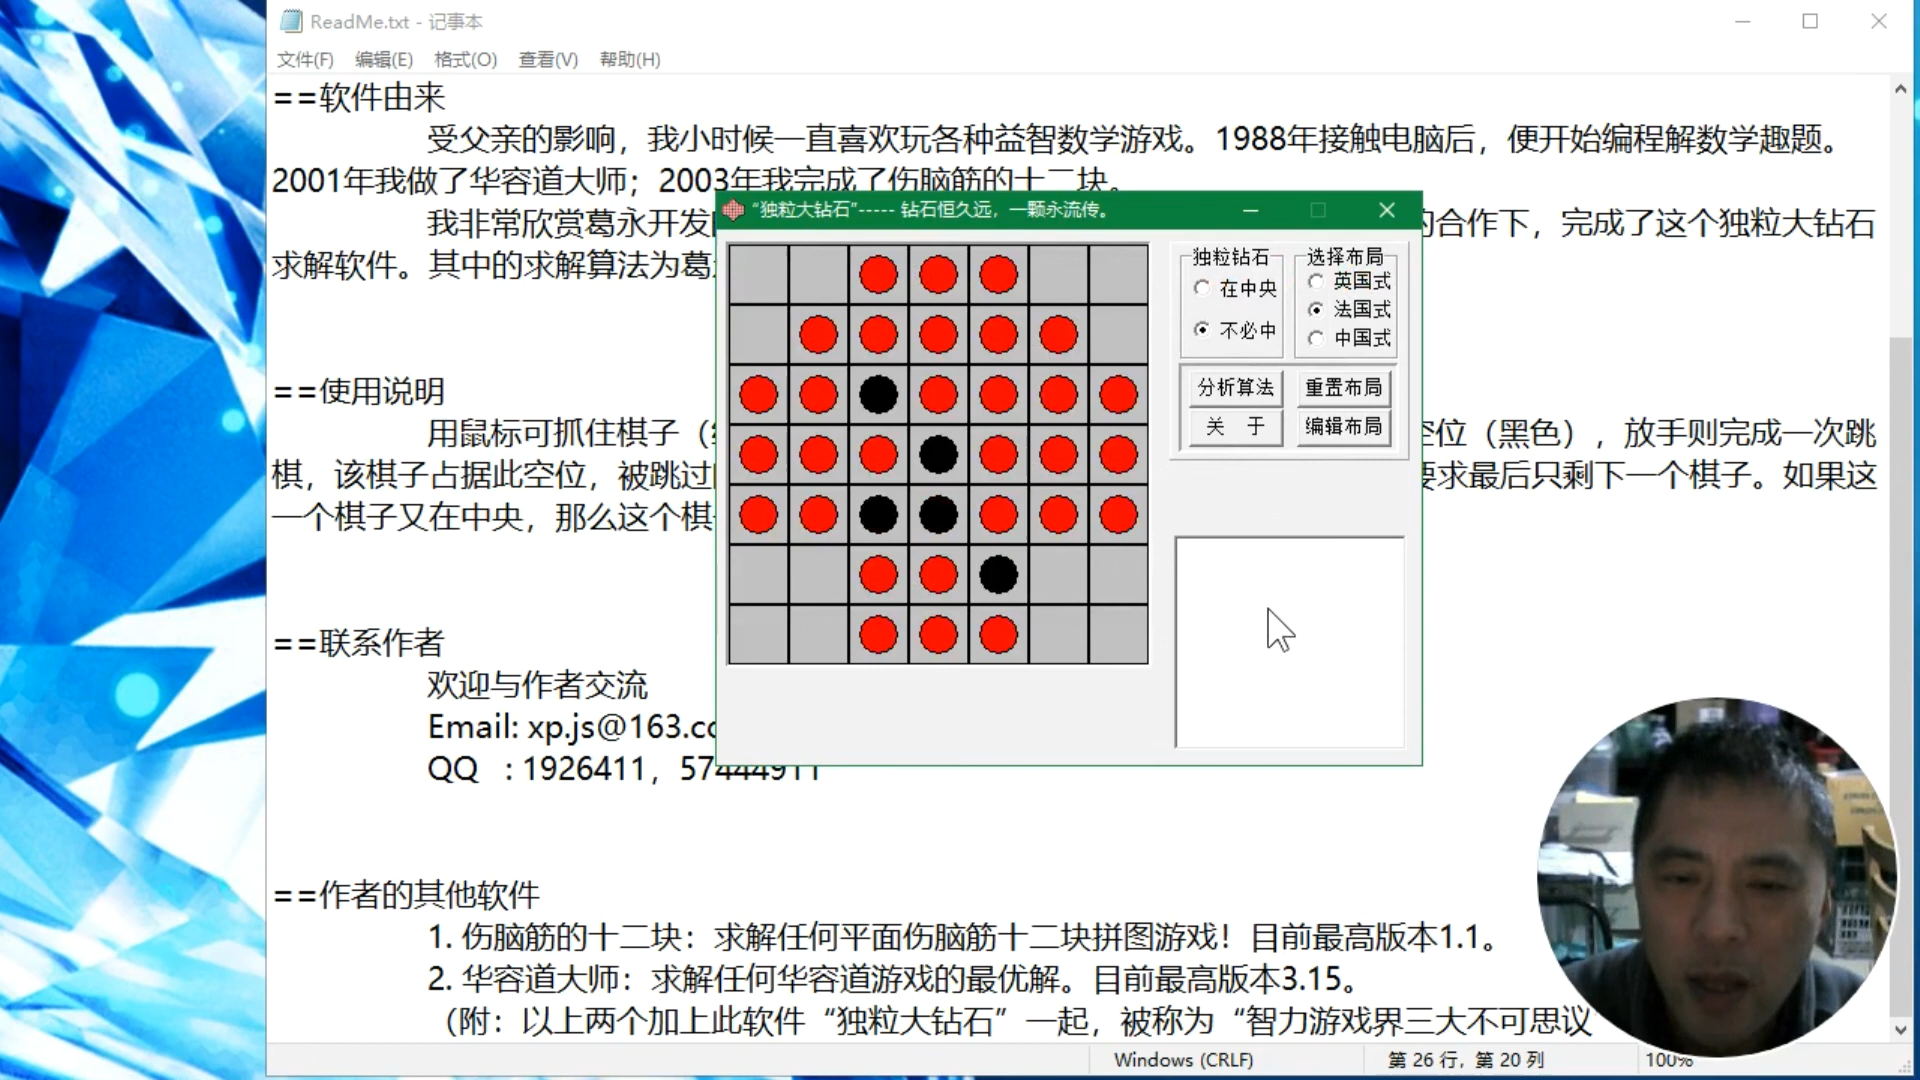 ReadMe.txt - 记事本
文件(F) 编辑(E) 格式(O) 查看(V) 帮助(H)
==软件由来
受父亲的影响，我小时候一直喜欢玩各种益智数学游戏。1988年接触电脑后，便开始编程解数学趣题。
2001年我做了华容道大师；2003年我完成了伤脑筋的十二块。
我非常欣赏葛永开发 的合作下，完成了这个独粒大钻石
求解软件。其中的求解算法为葛
==使用说明
用鼠标可抓住棋子（ 空位（黑色），放手则完成一次跳
棋，该棋子占据此空位，被跳过 要求最后只剩下一个棋子。如果这
一个棋子又在中央，那么这个棋
==联系作者
欢迎与作者交流
Email: xp.js@163.co
QQ : 1926411，57444911
==作者的其他软件
1. 伤脑筋的十二块：求解任何平面伤脑筋十二块拼图游戏！目前最高版本1.1。
2. 华容道大师：求解任何华容道游戏的最优解。目前最高版本3.15。
（附：以上两个加上此软件“独粒大钻石”一起，被称为“智力游戏界三大不可思议
Windows (CRLF) 第 26 行，第 20 列 100%
“独粒大钻石”----- 钻石恒久远，一颗永流传。
独粒钻石
在中央
不必中
选择布局
英国式
法国式
中国式
分析算法 重置布局
关 于 编辑布局